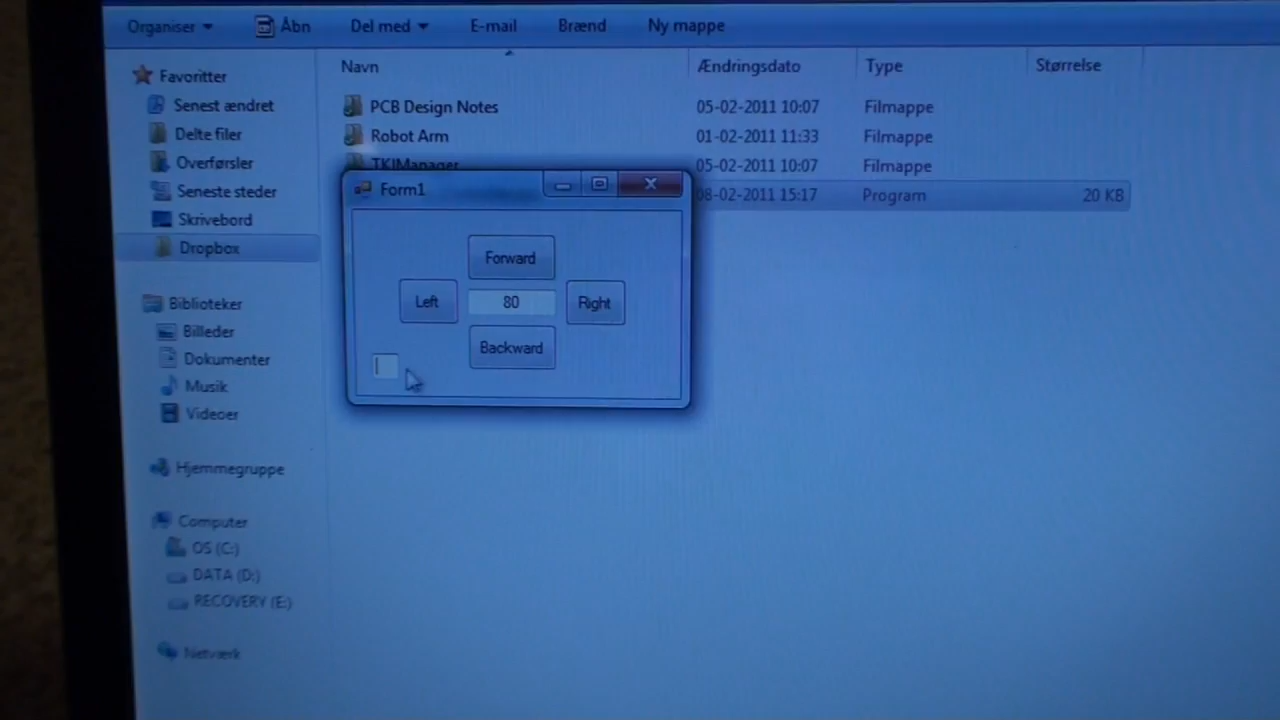 Organiser Åbn Del med E-mail Brænd Ny mappe
Navn Ændringsdato Type Størrelse
Favoritter
Senest ændret
Delte filer
Overførsler
Seneste steder
Skrivebord
Dropbox
Biblioteker
Billeder
Dokumenter
Musik
Videoer
Hjemmegruppe
Computer
OS (C:)
DATA (D:)
RECOVERY (E:)
Netværk
PCB Design Notes 05-02-2011 10:07 Filmappe
Robot Arm 01-02-2011 11:33 Filmappe
TKJManager 05-02-2011 10:07 Filmappe
08-02-2011 15:17 Program 20 KB
Form1
Forward
Left 80 Right
Backward